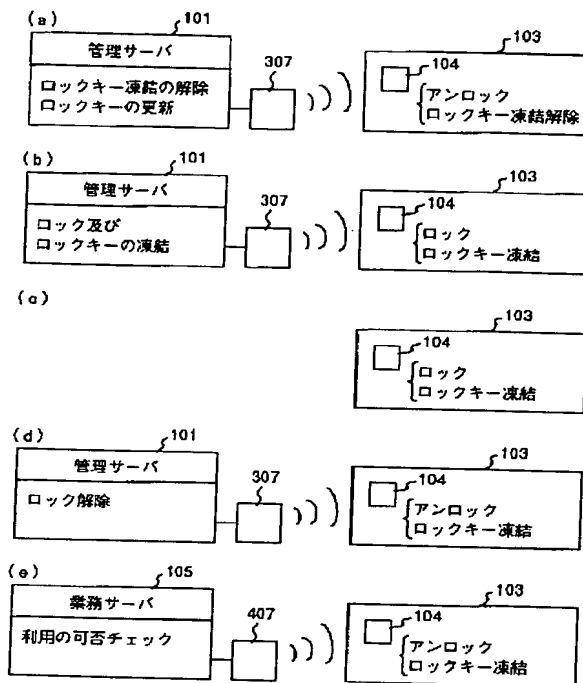 (a)
101
管理サーバ
ロックキー凍結の解除
ロックキーの更新
307
103
104
アンロック
ロックキー凍結解除
(b)
101
管理サーバ
ロック及び
ロックキーの凍結
307
103
104
ロック
ロックキー凍結
(c)
103
104
ロック
ロックキー凍結
(d)
101
管理サーバ
ロック解除
307
103
104
アンロック
ロックキー凍結
(e)
105
業務サーバ
利用の可否チェック
407
103
104
アンロック
ロックキー凍結